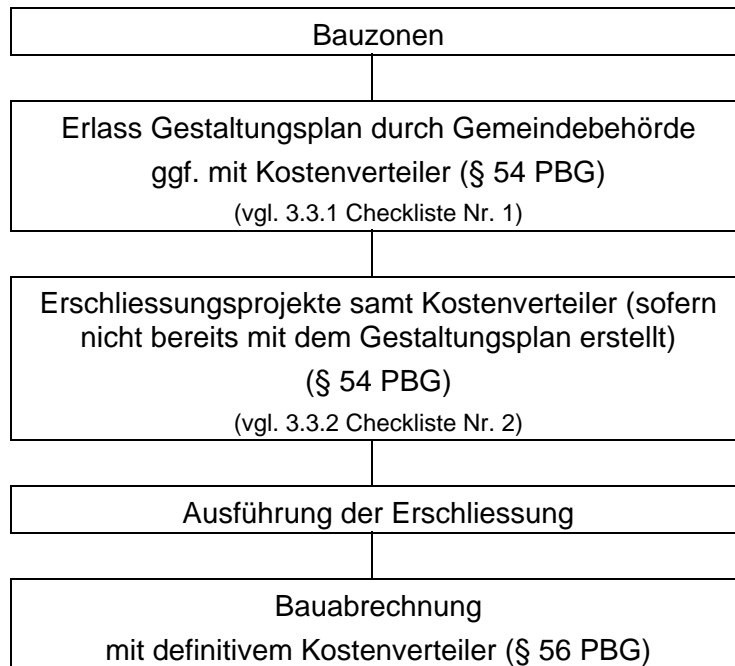 Bauzonen
Erlass Gestaltungsplan durch Gemeindebehörde
ggf. mit Kostenverteiler (§ 54 PBG)
(vgl. 3.3.1 Checkliste Nr. 1)
Erschliessungsprojekte samt Kostenverteiler (sofern
nicht bereits mit dem Gestaltungsplan erstellt)
(§ 54 PBG)
(vgl. 3.3.2 Checkliste Nr. 2)
Ausführung der Erschliessung
Bauabrechnung
mit definitivem Kostenverteiler (§ 56 PBG)